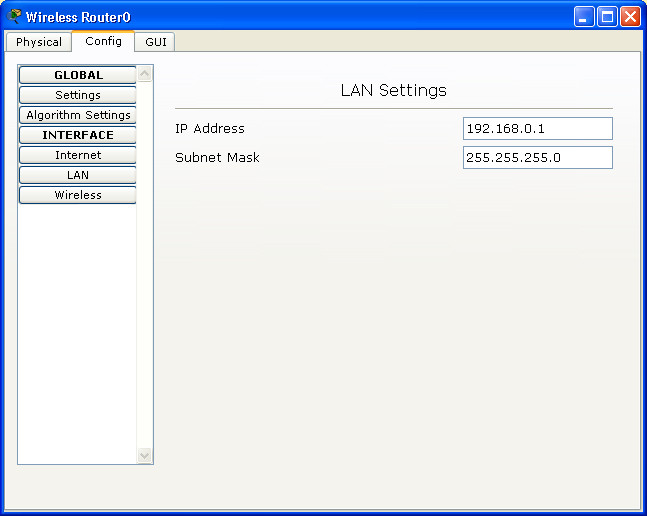 Wireless Router0
Physical Config GUI
GLOBAL
Settings
Algorithm Settings
INTERFACE
Internet
LAN
Wireless
LAN Settings
IP Address 192.168.0.1
Subnet Mask 255.255.255.0